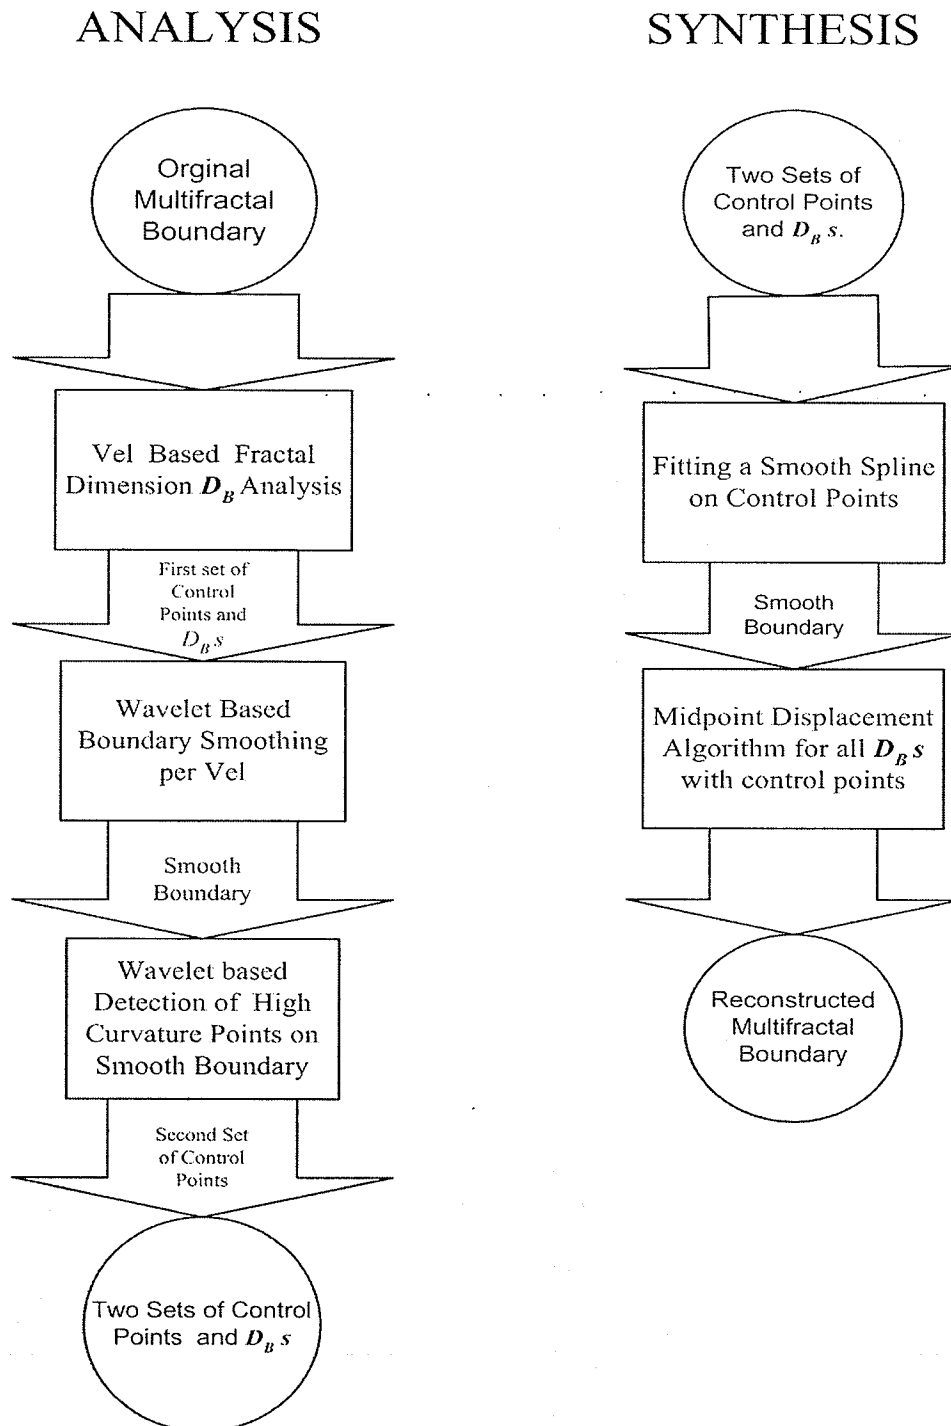 ANALYSIS
Orginal
Multifractal
Boundary
Vel Based Fractal
Dimension D_B Analysis
First set of
Control
Points and
D_B s
Wavelet Based
Boundary Smoothing
per Vel
Smooth
Boundary
Wavelet based
Detection of High
Curvature Points on
Smooth Boundary
Second Set
of Control
Points
Two Sets of Control
Points and D_B s
SYNTHESIS
Two Sets of
Control Points
and D_B s.
Fitting a Smooth Spline
on Control Points
Smooth
Boundary
Midpoint Displacement
Algorithm for all D_B s
with control points
Reconstructed
Multifractal
Boundary